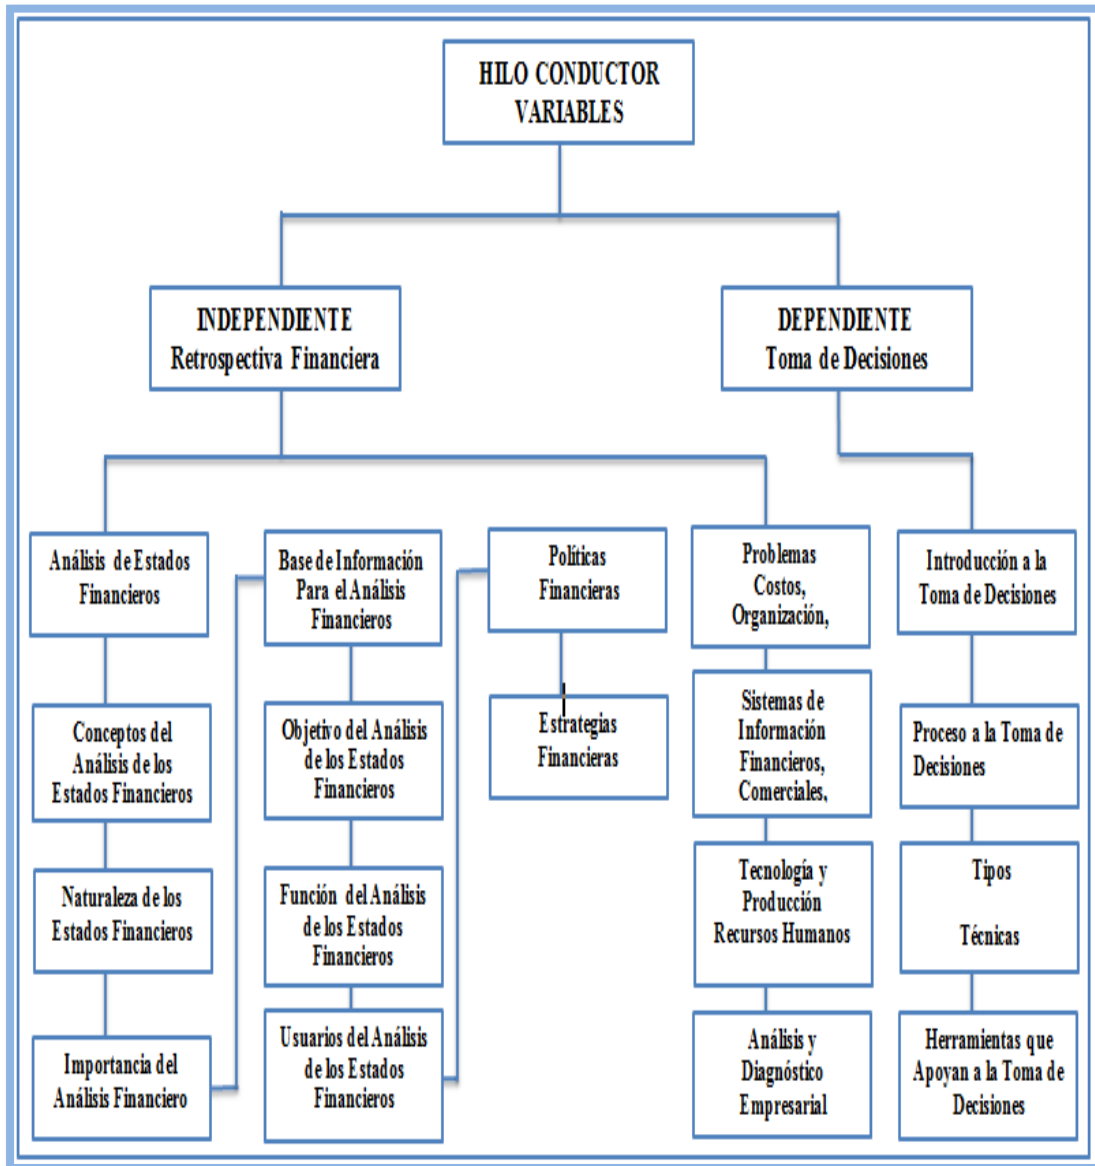 HILO CONDUCTOR
VARIABLES
INDEPENDIENTE
Retrospectiva Financiera
DEPENDIENTE
Toma de Decisiones
Análisis de Estados
Financieros
Conceptos del
Análisis de los
Estados Financieros
Naturaleza de los
Estados Financieros
Importancia del
Análisis Financiero
Base de Información
Para el Análisis
Financieros
Objetivo del Análisis
de los Estados
Financieros
Función del Análisis
de los Estados
Financieros
Usuarios del Análisis
de los Estados
Financieros
Políticas
Financieras
Estrategias
Financieras
Problemas
Costos,
Organización,
Sistemas de
Información
Financieros,
Comerciales,
Tecnología y
Producción
Recursos Humanos
Análisis y
Diagnóstico
Empresarial
Introducción a la
Toma de Decisiones
Proceso a la Toma de
Decisiones
Tipos
Técnicas
Herramientas que
Apoyan a la Toma de
Decisiones